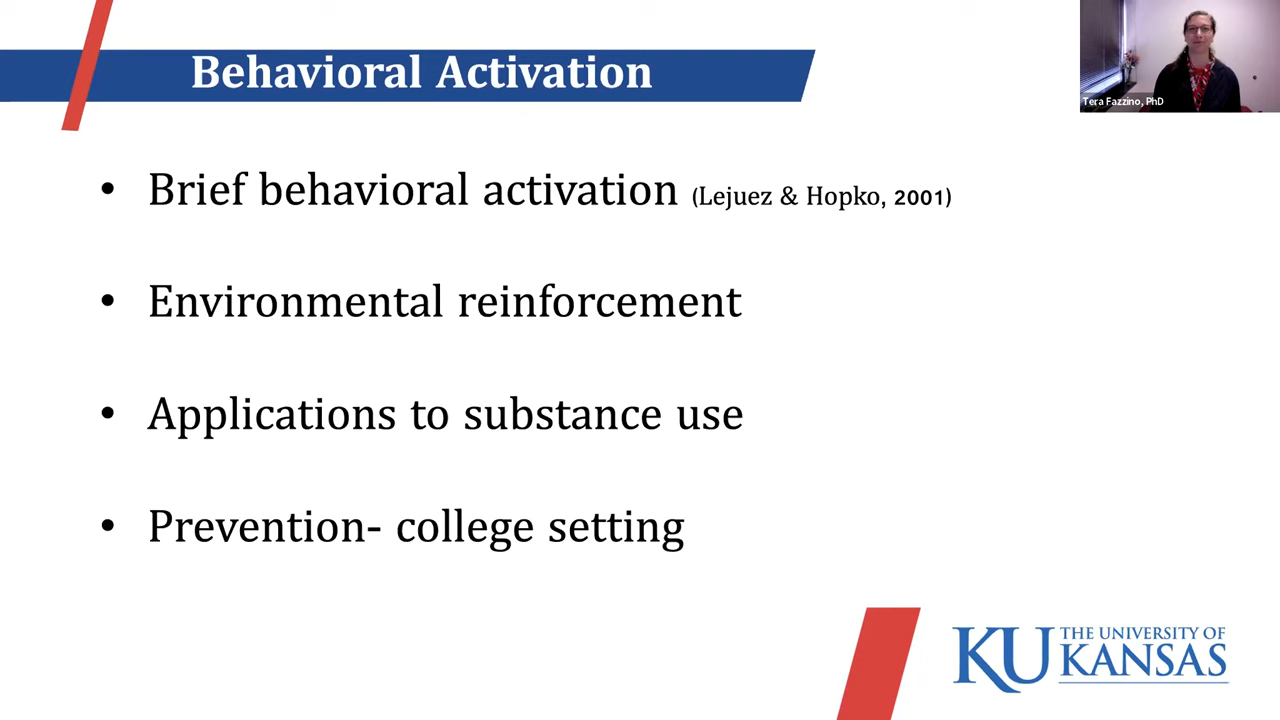 Behavioral Activation
Tera Fazzino, PhD
• Brief behavioral activation (Lejuez & Hopko, 2001)
• Environmental reinforcement
• Applications to substance use
• Prevention- college setting
KU THE UNIVERSITY OF
KANSAS